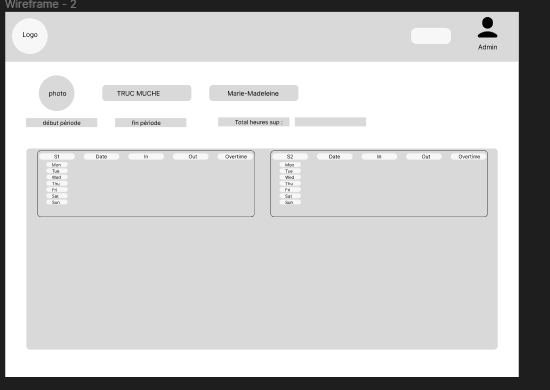 Wireframe - 2
Logo
Admin
photo
TRUC MUCHE
Marie-Madeleine
début période
fin période
Total heures sup :
S1 Date In Out Overtime
Mon
Tue
Wed
Thu
Fri
Sat
Sun
S2 Date In Out Overtime
Mon
Tue
Wed
Thu
Fri
Sat
Sun